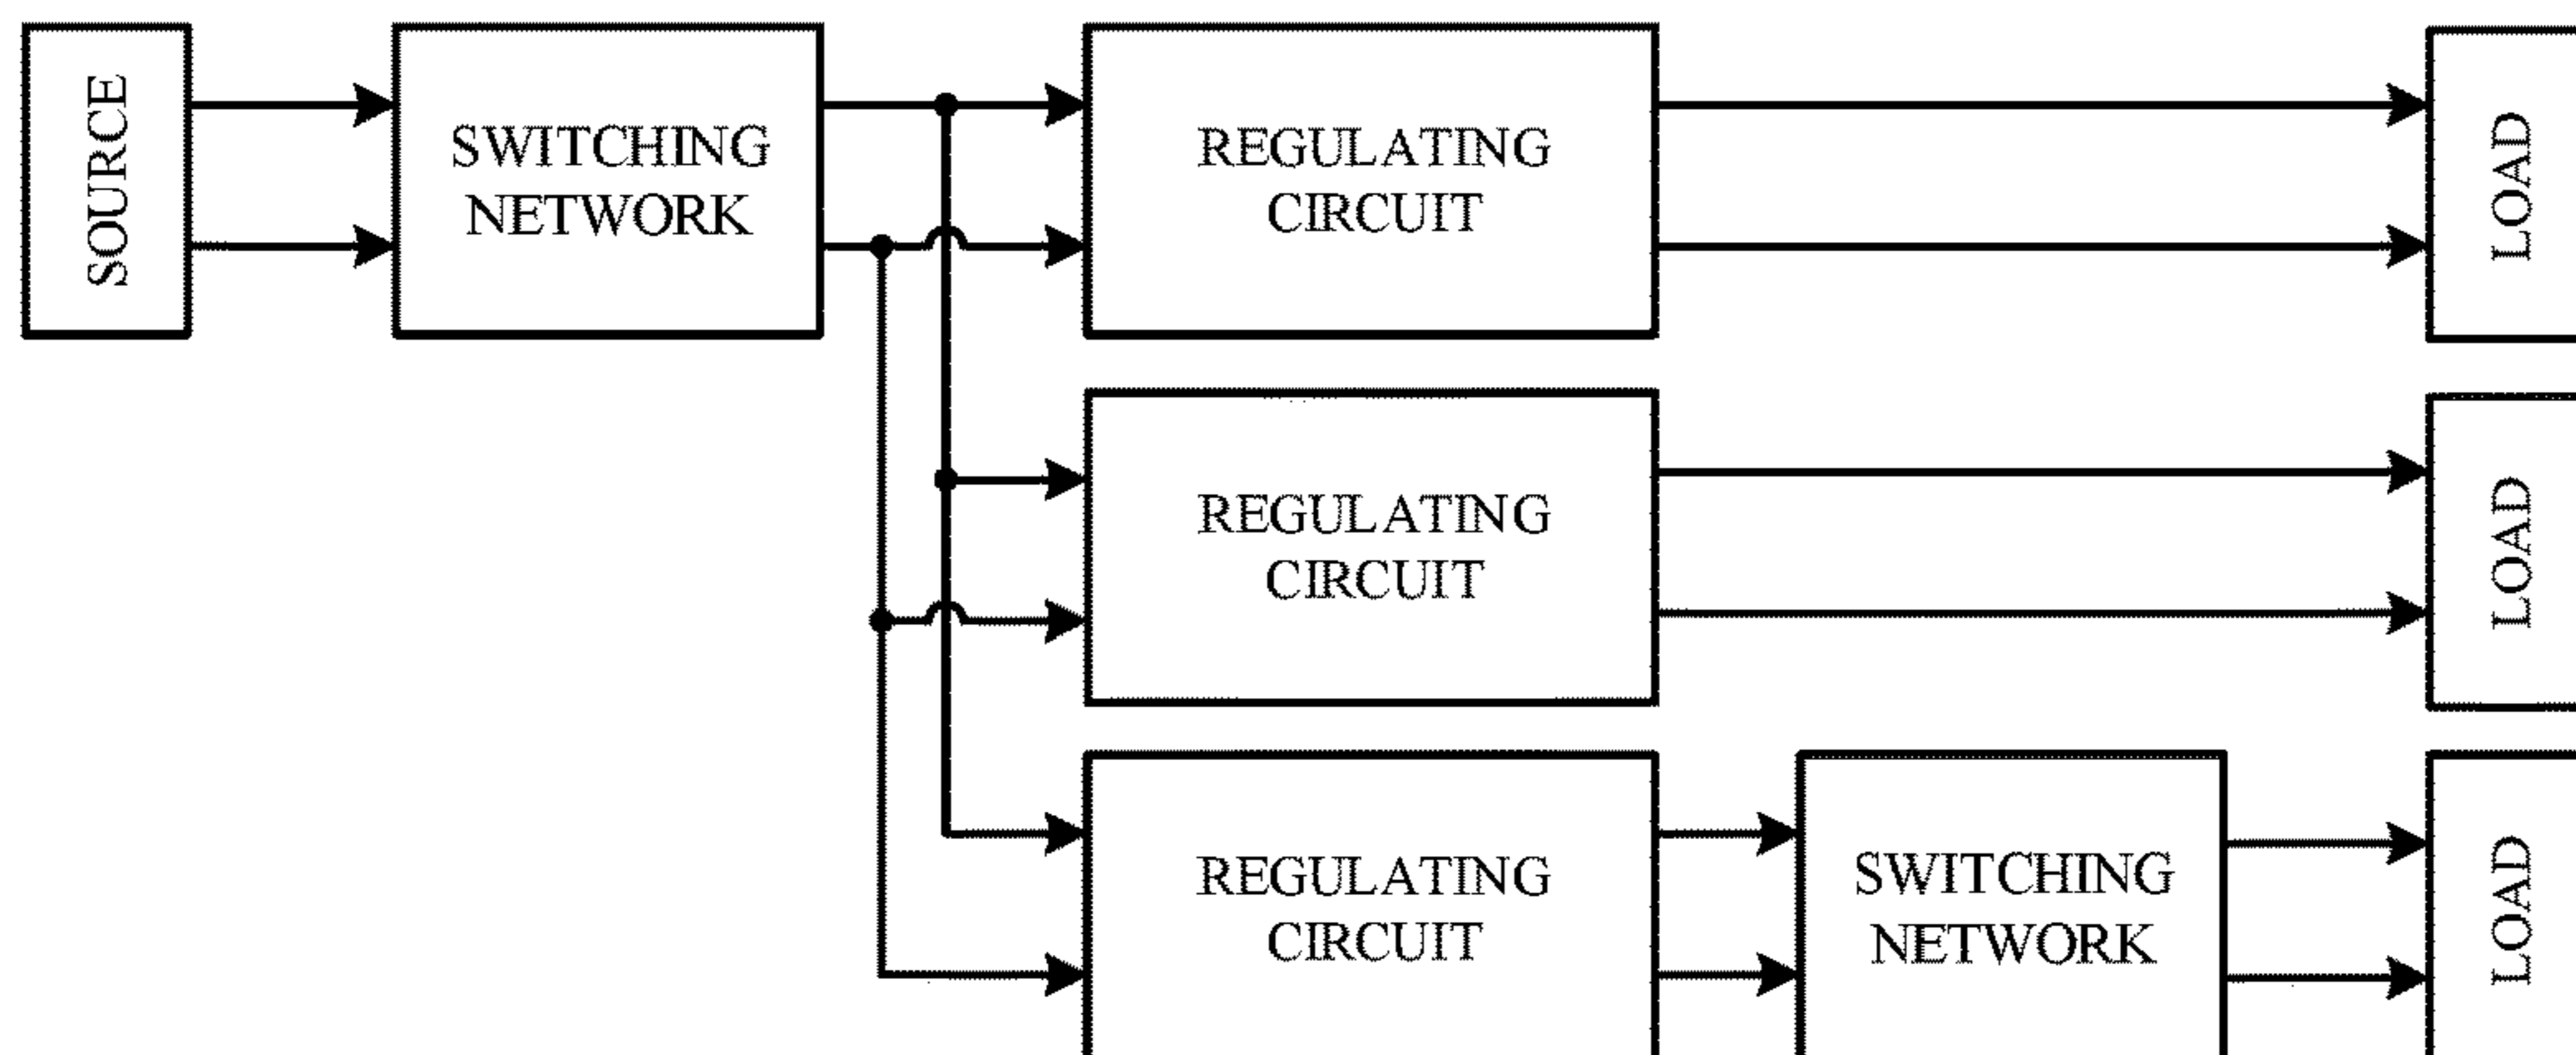 SOURCE
SWITCHING
NETWORK
REGULATING
CIRCUIT
LOAD
REGULATING
CIRCUIT
LOAD
REGULATING
CIRCUIT
SWITCHING
NETWORK
LOAD